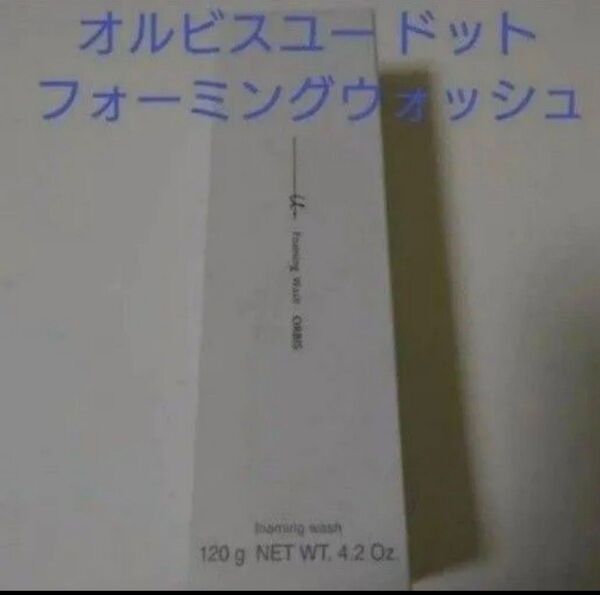 オルビスユー ドット
フォーミングウォッシュ
u.
Foaming Wash ORBIS
foaming wash
120 g NET WT. 4.2 Oz.